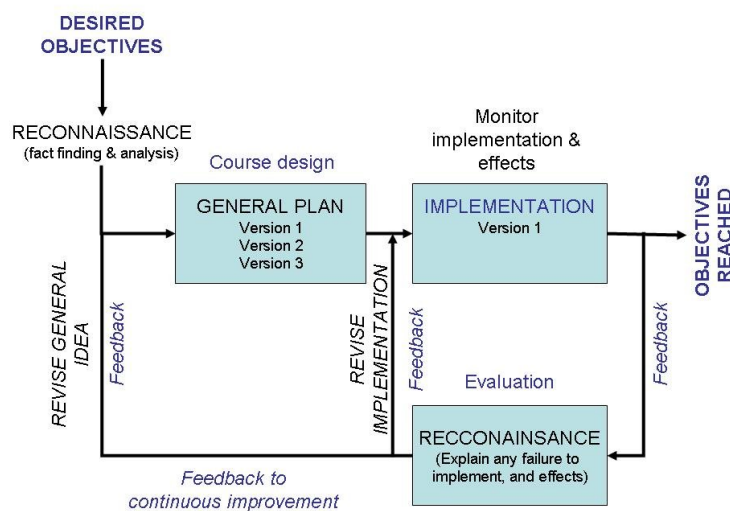 DESIRED
OBJECTIVES
RECONNAISSANCE
(fact finding & analysis)
Course design
Monitor
implementation &
effects
GENERAL PLAN
Version 1
Version 2
Version 3
IMPLEMENTATION
Version 1
OBJECTIVES
REACHED
REVISE GENERAL
IDEA
Feedback
REVISE
IMPLEMENTATION
Feedback
Feedback
Evaluation
RECCONAINSANCE
(Explain any failure to
implement, and effects)
Feedback to
continuous improvement